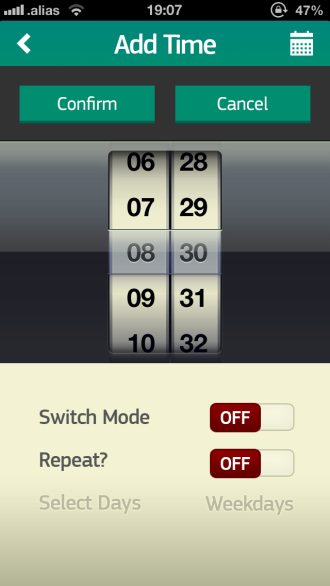 .alias 19:07 47%
Add Time
Confirm Cancel
06 28
07 29
08 30
09 31
10 32
Switch Mode OFF
Repeat? OFF
Select Days Weekdays